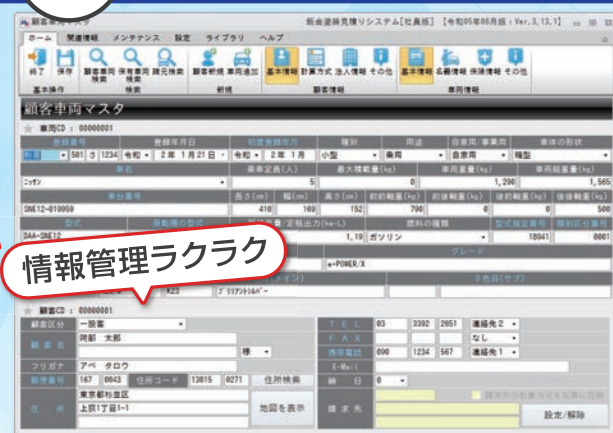 顧客車両マスタ
鈑金塗装見積りシステム[社員版] 【令和05年08月版:Ver.3.13.1】
ホーム 関連情報 メンテナンス 設定 ライブラリ ヘルプ
終了 保存 顧客車両検索 保有車両検索 諸元検索 顧客新規 車両追加 基本情報 計算方式 法人情報 その他 基本情報 名義情報 保険情報 その他
基本操作 検索 新規 顧客情報 車両情報
顧客車両マスタ
車両CD : 00000001
登録番号 登録年月日 初度登録年月 種別 用途 自家用/事業用 車体の形状
501 さ 1234 令和 2年 1月21日 令和 2年 1月 小型 乗用 自家用 箱型
車名 乗車定員(人) 最大積載量(kg) 車両重量(kg) 車両総重量(kg)
ニッサン 5 0 1,290 1,565
車台番号 長さ(cm) 幅(cm) 高さ(cm) 前前軸重(kg) 前後軸重(kg) 後前軸重(kg) 後後軸重(kg)
SNE12-019059 410 169 152 790 0 0 500
型式 原動機の型式 燃料の種類 型式指定番号 類別区分番号
DAA-SNE12 1.19 ガソリン 18941 0001
グレード
e-POWER/X
情報管理ラクラク
2色目(サブ)
K23
顧客CD : 00000001
顧客区分 一般客 TEL 03 3392 2651 連絡先2
顧客名 阿部 太郎 様 FAX なし
携帯電話 090 1234 567 連絡先1
フリガナ アベ タロウ E-Mail
郵便番号 167 0043 住所コード 13015 0271 住所検索 締日 0
住所 東京都杉並区
上荻1丁目1-1 地図を表示 請求先 設定/解除